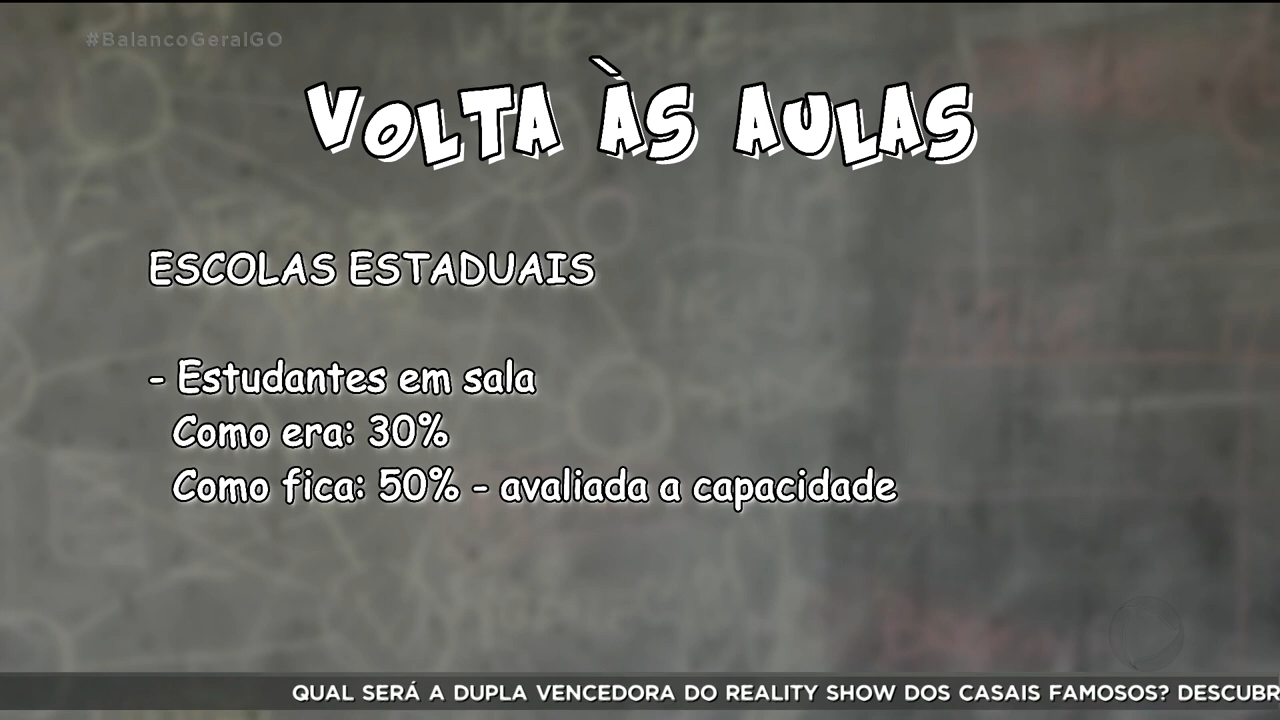 #BalancoGeralGO
VOLTA ÀS AULAS
ESCOLAS ESTADUAIS
- Estudantes em sala
Como era: 30%
Como fica: 50% - avaliada a capacidade
QUAL SERÁ A DUPLA VENCEDORA DO REALITY SHOW DOS CASAIS FAMOSOS? DESCUBR